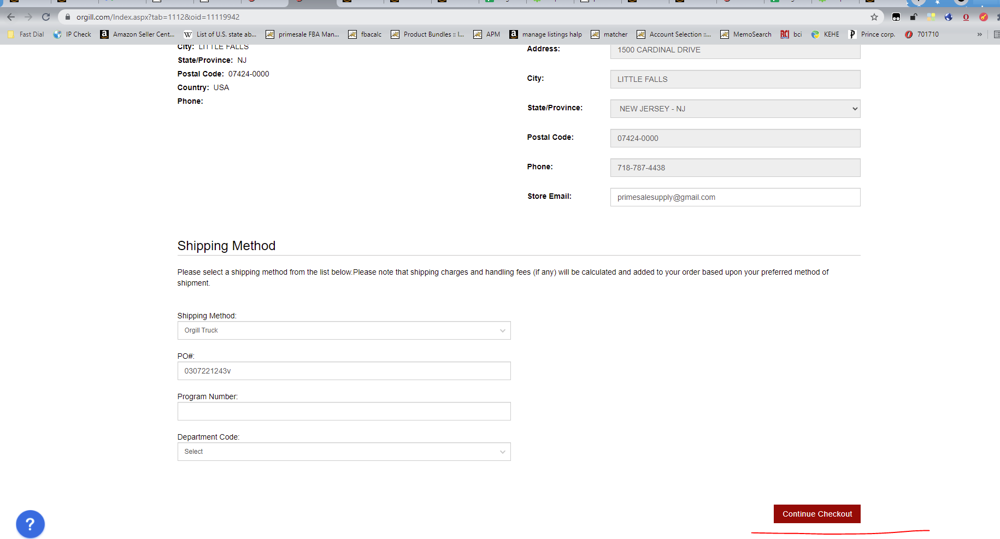 orgill.com/Index.aspx?tab=1112&oid=11119942
Fast Dial IP Check Amazon Seller Cent... List of U.S. state ab... primesale FBA Man... fbacalc Product Bundles :: I... APM manage listings help matcher Account Selection ::... MemoSearch RCI bci KEHE Prince corp. 701710 »
City: LITTLE FALLS
State/Province: NJ
Postal Code: 07424-0000
Country: USA
Phone:
Address: 1500 CARDINAL DRIVE
City: LITTLE FALLS
State/Province: NEW JERSEY - NJ
Postal Code: 07424-0000
Phone: 718-787-4438
Store Email: primesalesupply@gmail.com
Shipping Method
Please select a shipping method from the list below.Please note that shipping charges and handling fees (if any) will be calculated and added to your order based upon your preferred method of
shipment.
Shipping Method:
Orgill Truck
PO#:
0307221243v
Program Number:
Department Code:
Select
Continue Checkout
?